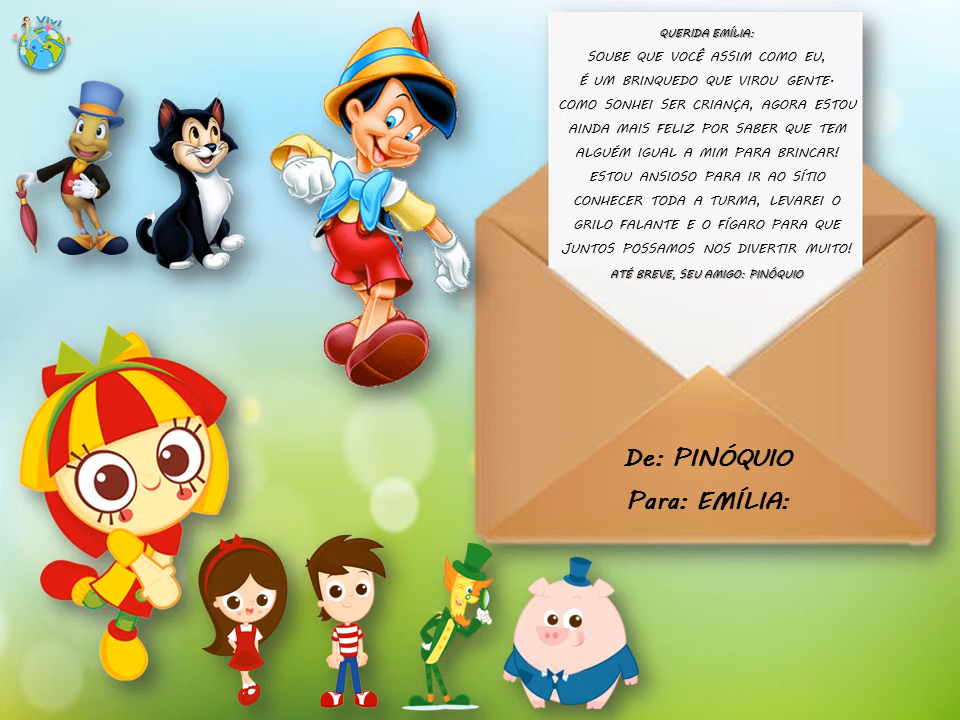 VIVI
QUERIDA EMÍLIA:
SOUBE QUE VOCÊ ASSIM COMO EU,
É UM BRINQUEDO QUE VIROU GENTE.
COMO SONHEI SER CRIANÇA, AGORA ESTOU
AINDA MAIS FELIZ POR SABER QUE TEM
ALGUÉM IGUAL A MIM PARA BRINCAR!
ESTOU ANSIOSO PARA IR AO SÍTIO
CONHECER TODA A TURMA, LEVAREI O
GRILO FALANTE E O FÍGARO PARA QUE
JUNTOS POSSAMOS NOS DIVERTIR MUITO!
ATÉ BREVE, SEU AMIGO: PINÓQUIO
De: PINÓQUIO
Para: EMÍLIA: